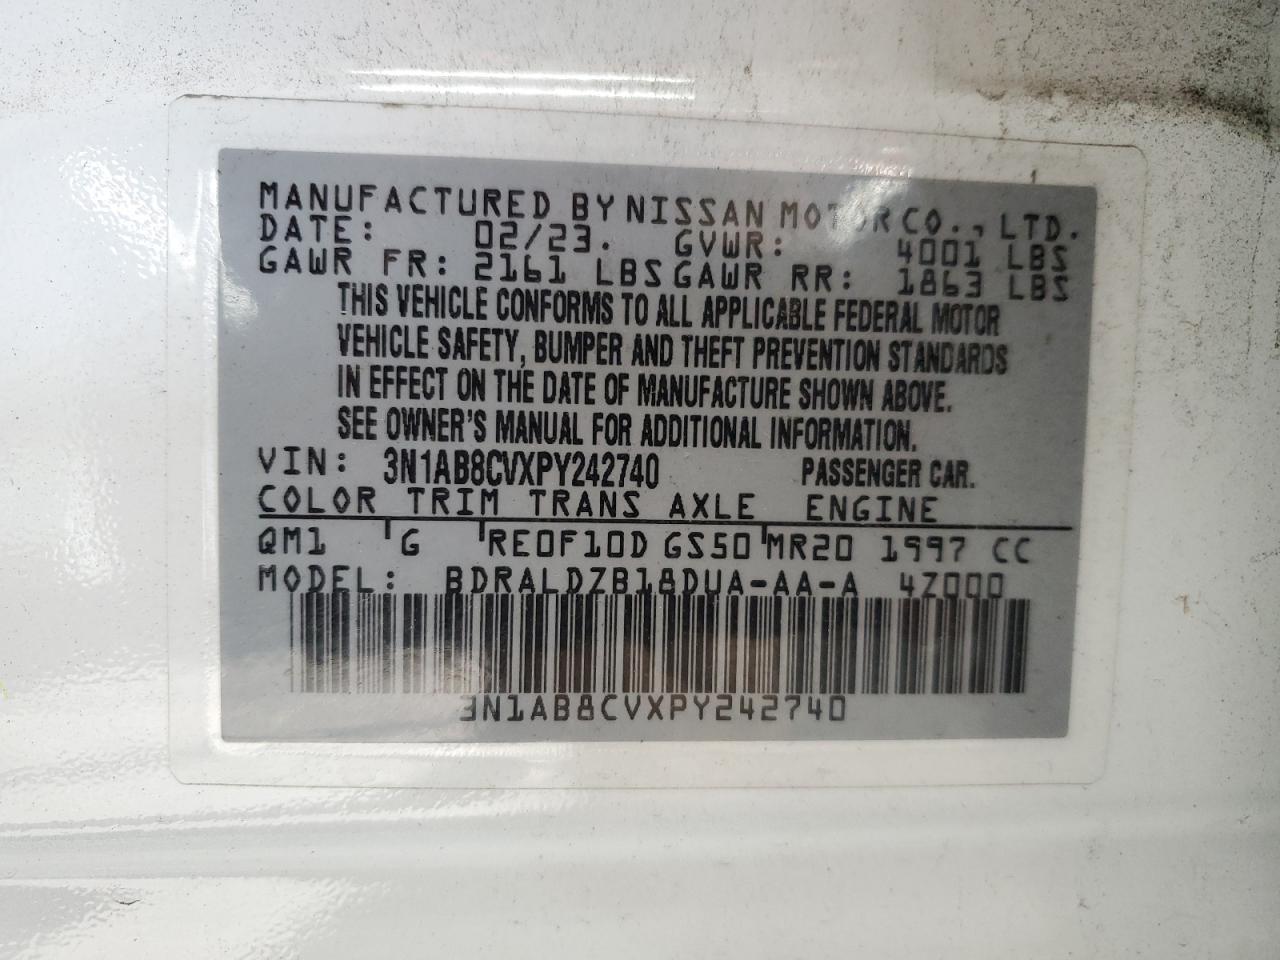 MANUFACTURED BY NISSAN MOTOR CO., LTD.
DATE: 02/23. GVWR: 4001 LBS
GAWR FR: 2161 LBS GAWR RR: 1863 LBS
THIS VEHICLE CONFORMS TO ALL APPLICABLE FEDERAL MOTOR
VEHICLE SAFETY, BUMPER AND THEFT PREVENTION STANDARDS
IN EFFECT ON THE DATE OF MANUFACTURE SHOWN ABOVE.
SEE OWNER'S MANUAL FOR ADDITIONAL INFORMATION.
VIN: 3N1AB8CVXPY242740 PASSENGER CAR.
COLOR TRIM TRANS AXLE ENGINE
QM1 G RE0F10D GS50 MR20 1997 CC
MODEL: BDRALDZB18DUA-AA-A 4Z000
3N1AB8CVXPY242740